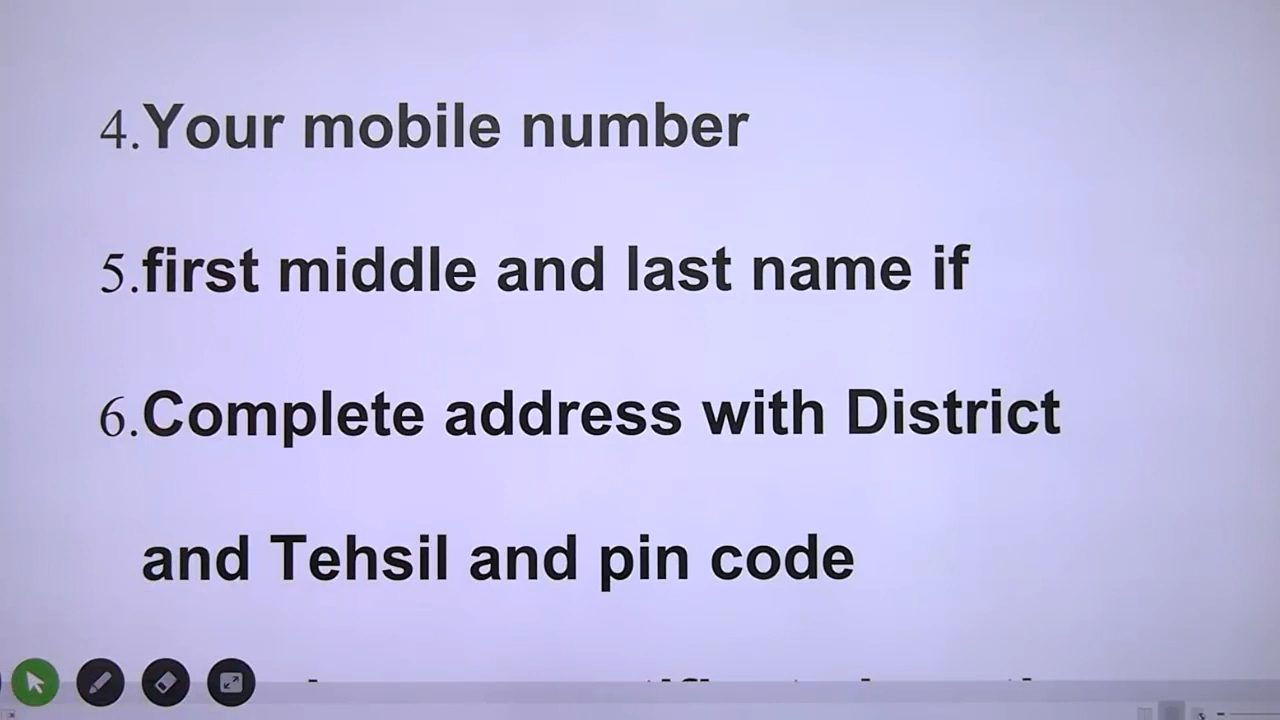 4.Your mobile number
5.first middle and last name if
6.Complete address with District
and Tehsil and pin code